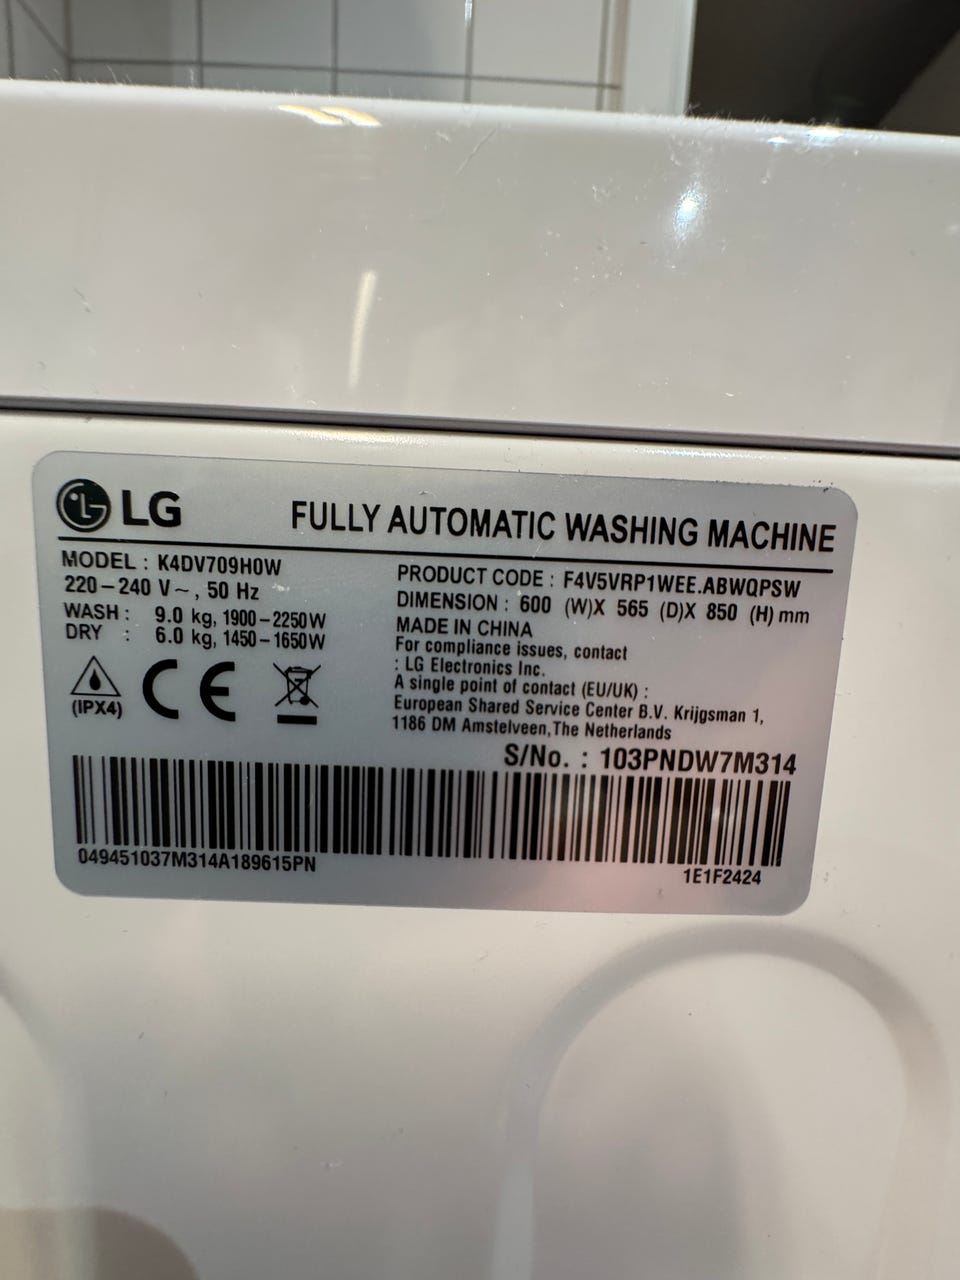 LG
FULLY AUTOMATIC WASHING MACHINE
MODEL : K4DV709H0W
220-240 V~, 50 Hz
WASH : 9.0 kg, 1900-2250W
DRY : 6.0 kg, 1450-1650W
(IPX4)
CE
PRODUCT CODE : F4V5VRP1WEE.ABWQPSW
DIMENSION : 600 (W)X 565 (D)X 850 (H) mm
MADE IN CHINA
For compliance issues, contact
: LG Electronics Inc.
A single point of contact (EU/UK) :
European Shared Service Center B.V. Krijgsman 1,
1186 DM Amstelveen,The Netherlands
S/No. : 103PNDW7M314
049451037M314A189615PN
1E1F2424